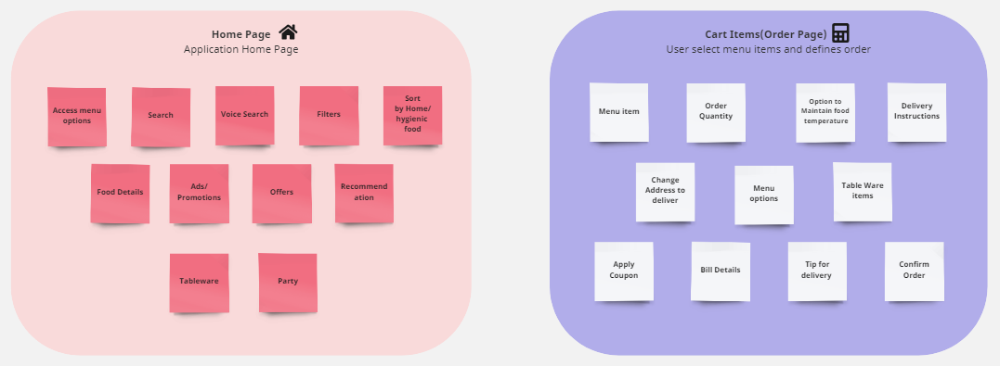 Home Page
Application Home Page
Access menu
options
Search
Voice Search
Filters
Sort
by Home/
hygienic
food
Food Details
Ads/
Promotions
Offers
Recommend
ation
Tableware
Party
Cart Items(Order Page)
User select menu items and defines order
Menu item
Order
Quantity
Option to
Maintain food
temperature
Delivery
Instructions
Change
Address to
deliver
Menu
options
Table Ware
items
Apply
Coupon
Bill Details
Tip for
delivery
Confirm
Order